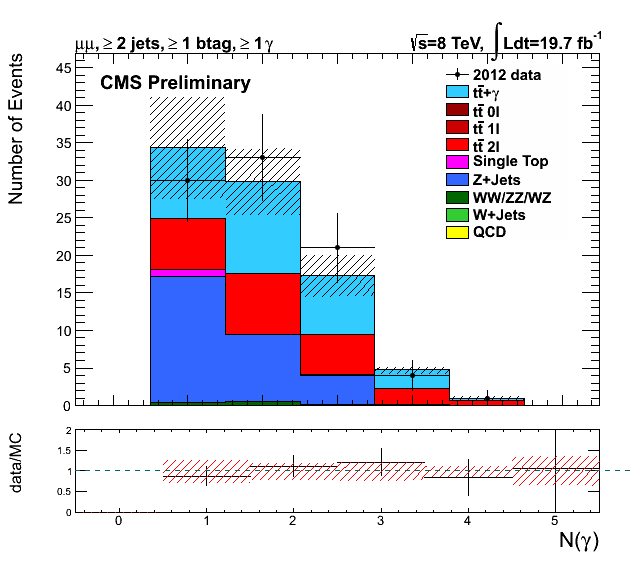 μμ, ≥ 2 jets, ≥ 1 btag, ≥ 1 γ
√s=8 TeV, ∫ Ldt=19.7 fb⁻¹
CMS Preliminary
2012 data
tt̄+γ
tt̄ 0l
tt̄ 1l
tt̄ 2l
Single Top
Z+Jets
WW/ZZ/WZ
W+Jets
QCD
Number of Events
45
40
35
30
25
20
15
10
5
0
data/MC
2
1.5
1
0.5
0
0 1 2 3 4 5
N(γ)